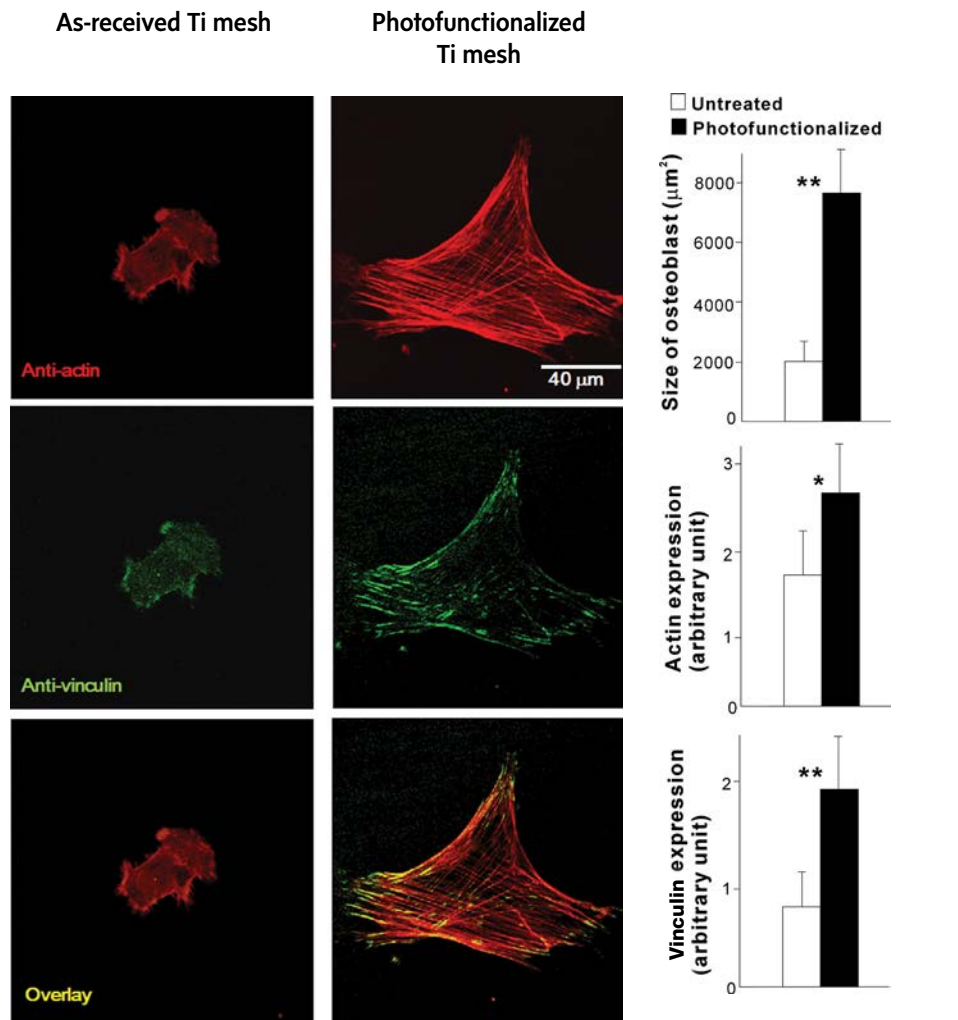 As-received Ti mesh
Photofunctionalized
Ti mesh
Anti-actin
40 μm
Anti-vinculin
Overlay
Untreated
Photofunctionalized
Size of osteoblast (μm²)
8000
6000
4000
2000
0
**
Actin expression
(arbitrary unit)
3
2
1
0
*
Vinculin expression
(arbitrary unit)
2
1
0
**